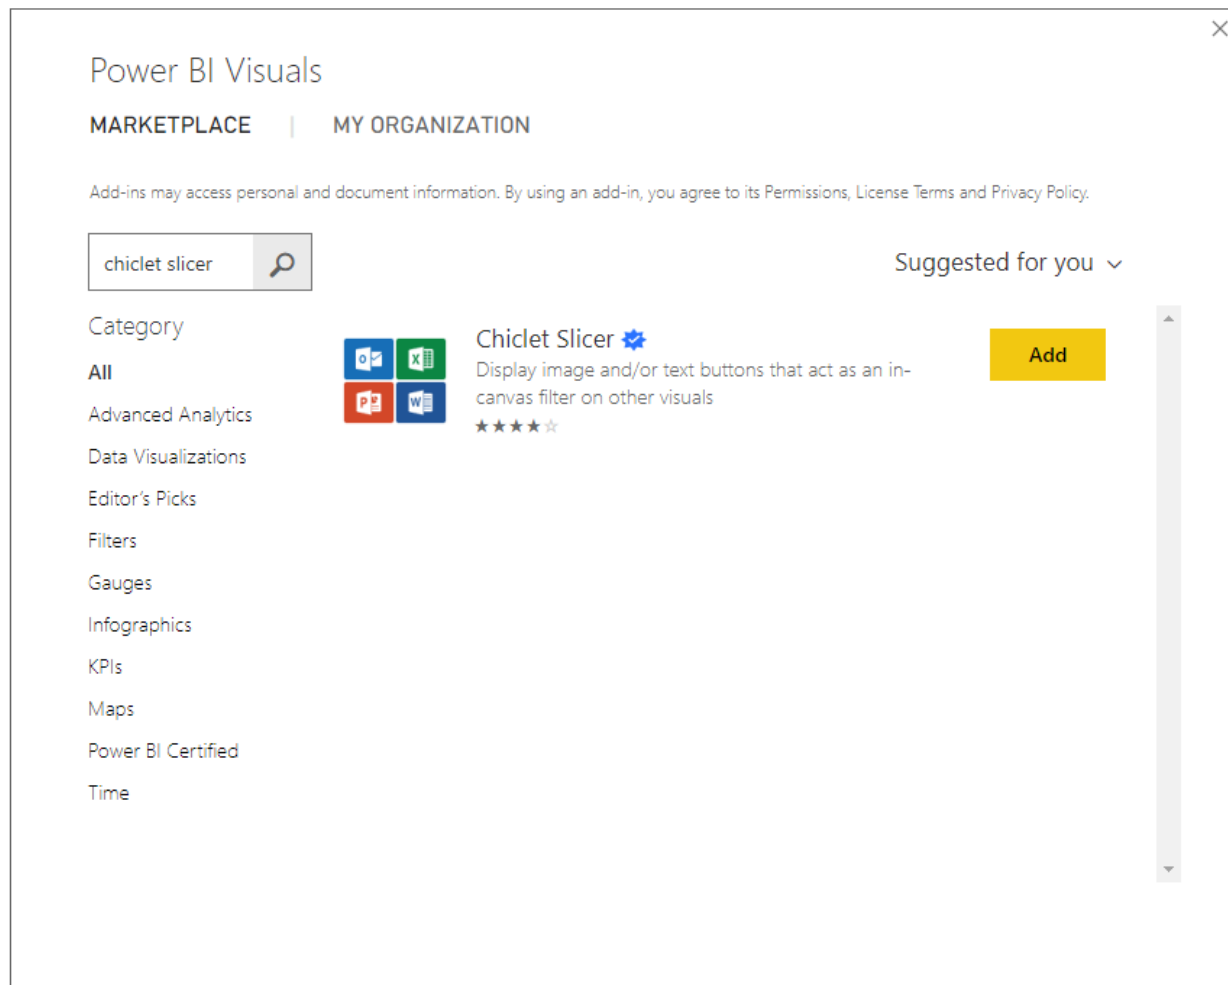 Power BI Visuals
MARKETPLACE | MY ORGANIZATION
Add-ins may access personal and document information. By using an add-in, you agree to its Permissions, License Terms and Privacy Policy.
chiclet slicer
Suggested for you
Category
All
Advanced Analytics
Data Visualizations
Editor's Picks
Filters
Gauges
Infographics
KPIs
Maps
Power BI Certified
Time
Chiclet Slicer
Display image and/or text buttons that act as an in-
canvas filter on other visuals
Add